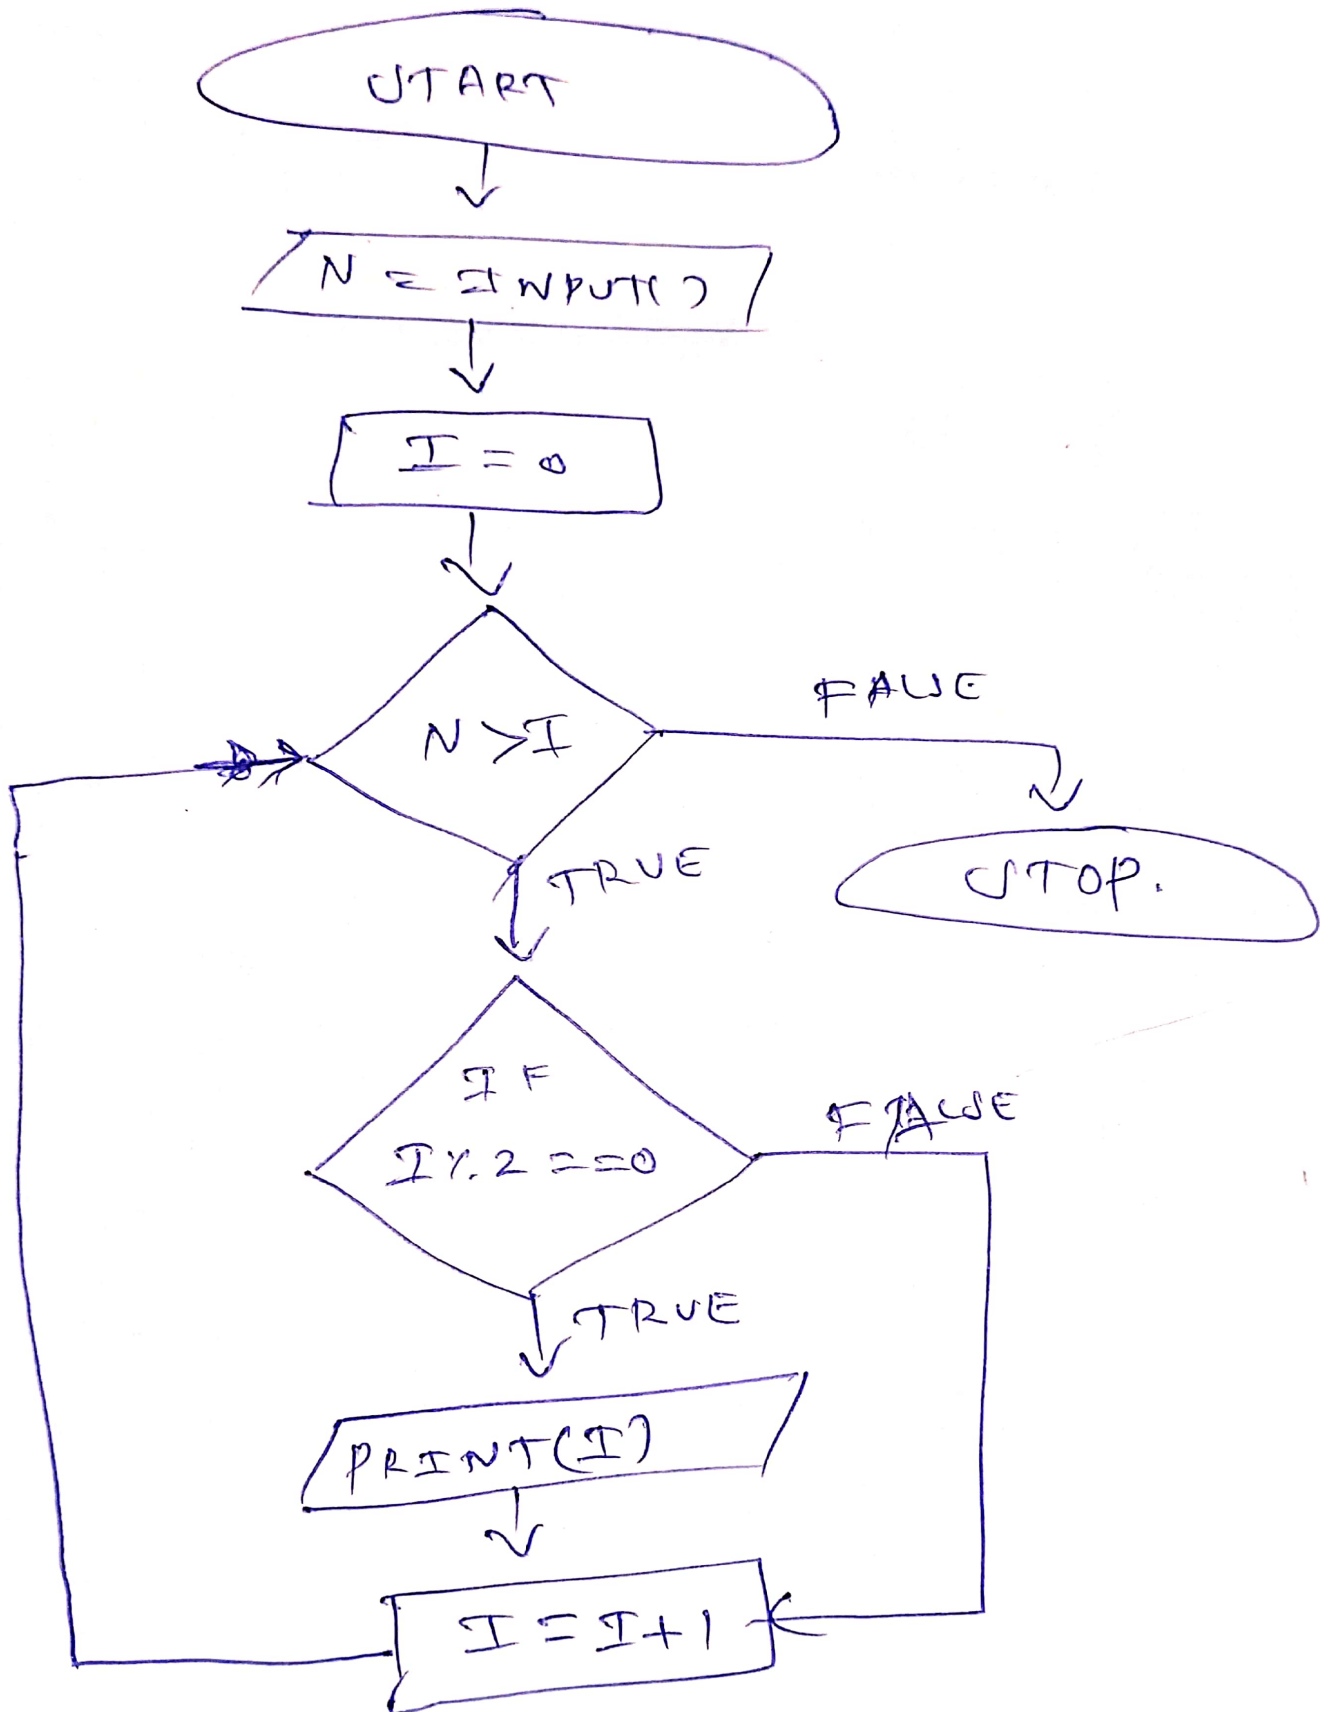 START
N = INPUT()
I = 0
N > I
FALSE
TRUE
STOP.
IF
I % 2 == 0
FALSE
TRUE
PRINT(I)
I = I + 1